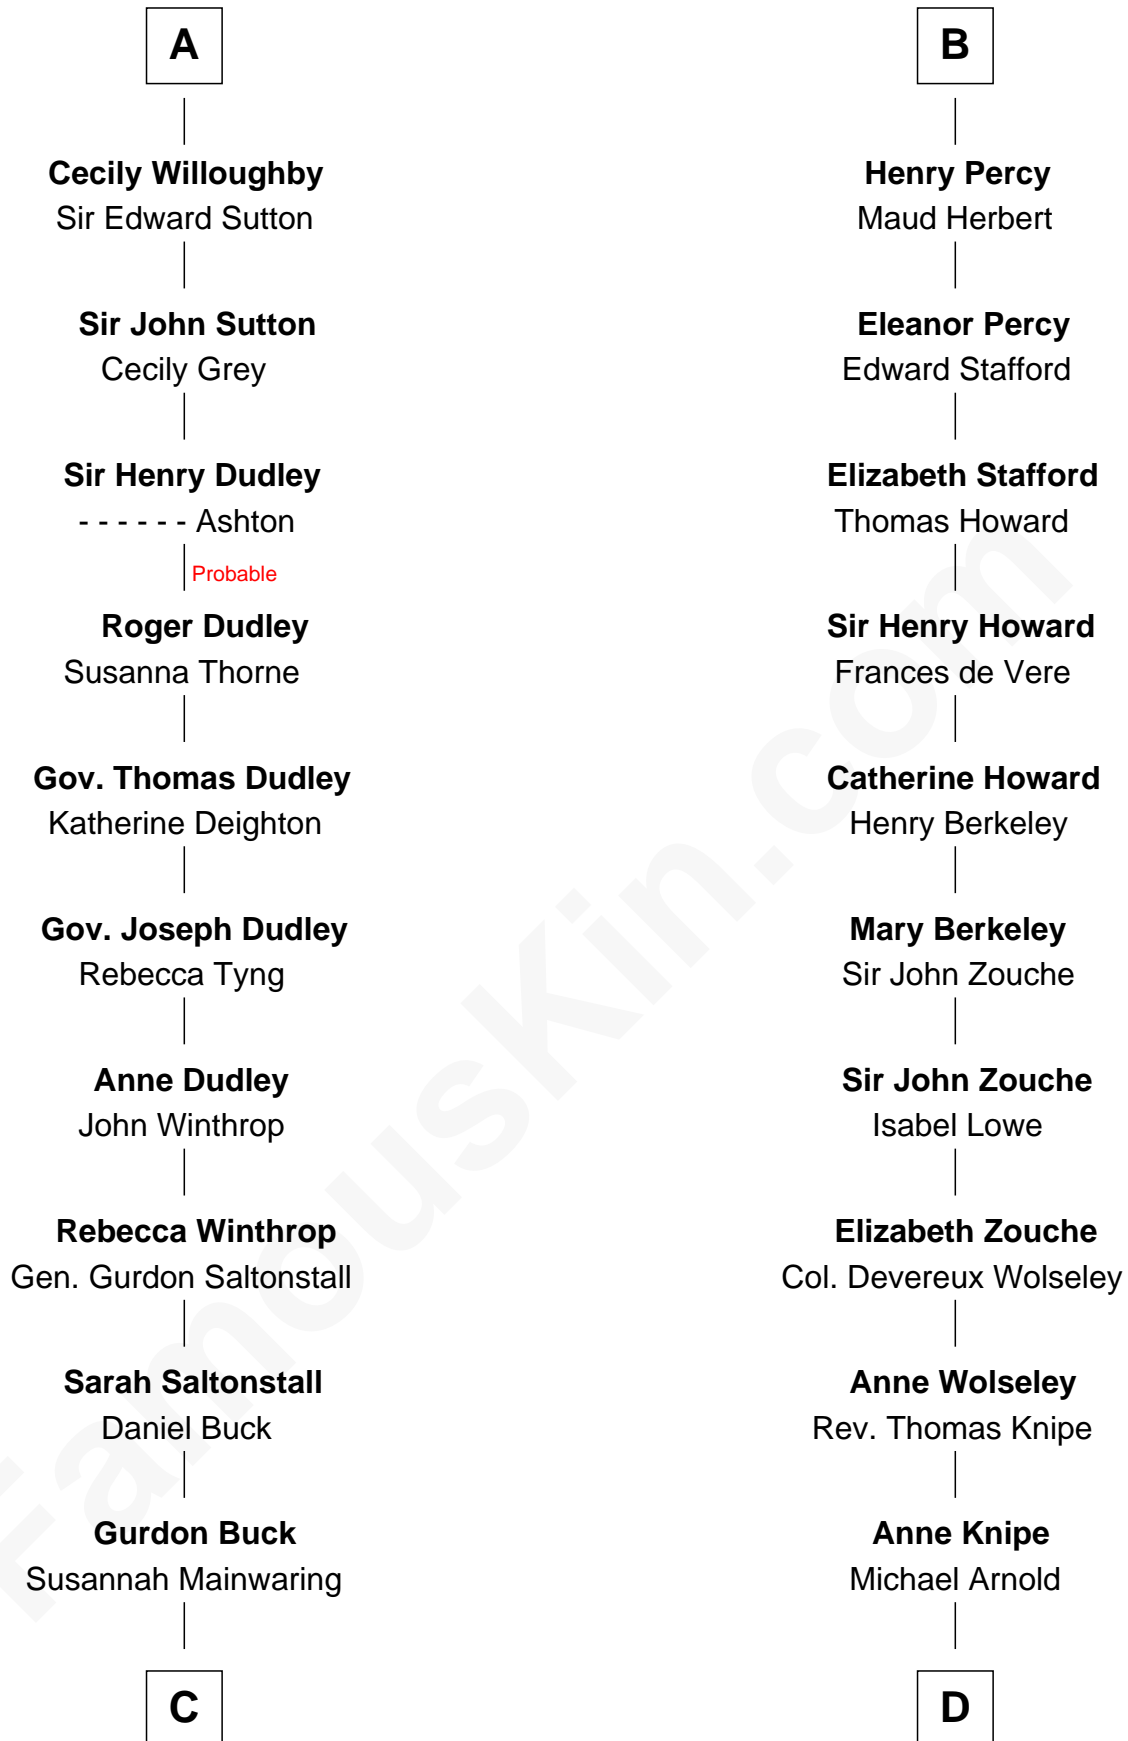 A
Cecily Willoughby
Sir Edward Sutton
Sir John Sutton
Cecily Grey
Sir Henry Dudley
- - - - - - Ashton
Probable
Roger Dudley
Susanna Thorne
Gov. Thomas Dudley
Katherine Deighton
Gov. Joseph Dudley
Rebecca Tyng
Anne Dudley
John Winthrop
Rebecca Winthrop
Gen. Gurdon Saltonstall
Sarah Saltonstall
Daniel Buck
Gurdon Buck
Susannah Mainwaring
C
B
Henry Percy
Maud Herbert
Eleanor Percy
Edward Stafford
Elizabeth Stafford
Thomas Howard
Sir Henry Howard
Frances de Vere
Catherine Howard
Henry Berkeley
Mary Berkeley
Sir John Zouche
Sir John Zouche
Isabel Lowe
Elizabeth Zouche
Col. Devereux Wolseley
Anne Wolseley
Rev. Thomas Knipe
Anne Knipe
Michael Arnold
D
FamousKin.com